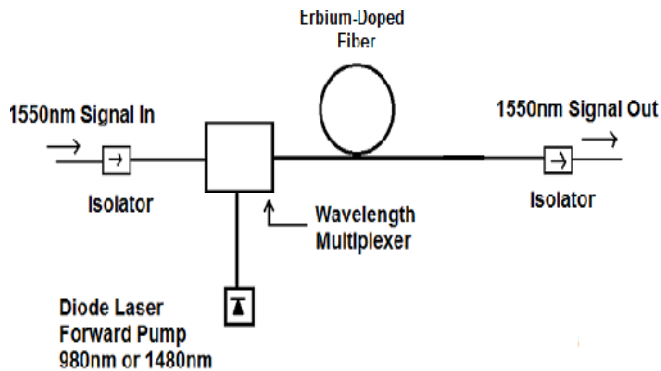 Erbium-Doped
Fiber
1550nm Signal In
1550nm Signal Out
Isolator
Isolator
Wavelength
Multiplexer
Diode Laser
Forward Pump
980nm or 1480nm